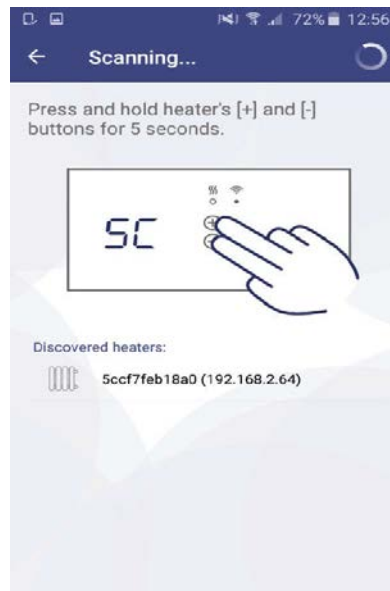 72% 12:56
Scanning...
Press and hold heater's [+] and [-]
buttons for 5 seconds.
SC
Discovered heaters:
5ccf7feb18a0 (192.168.2.64)